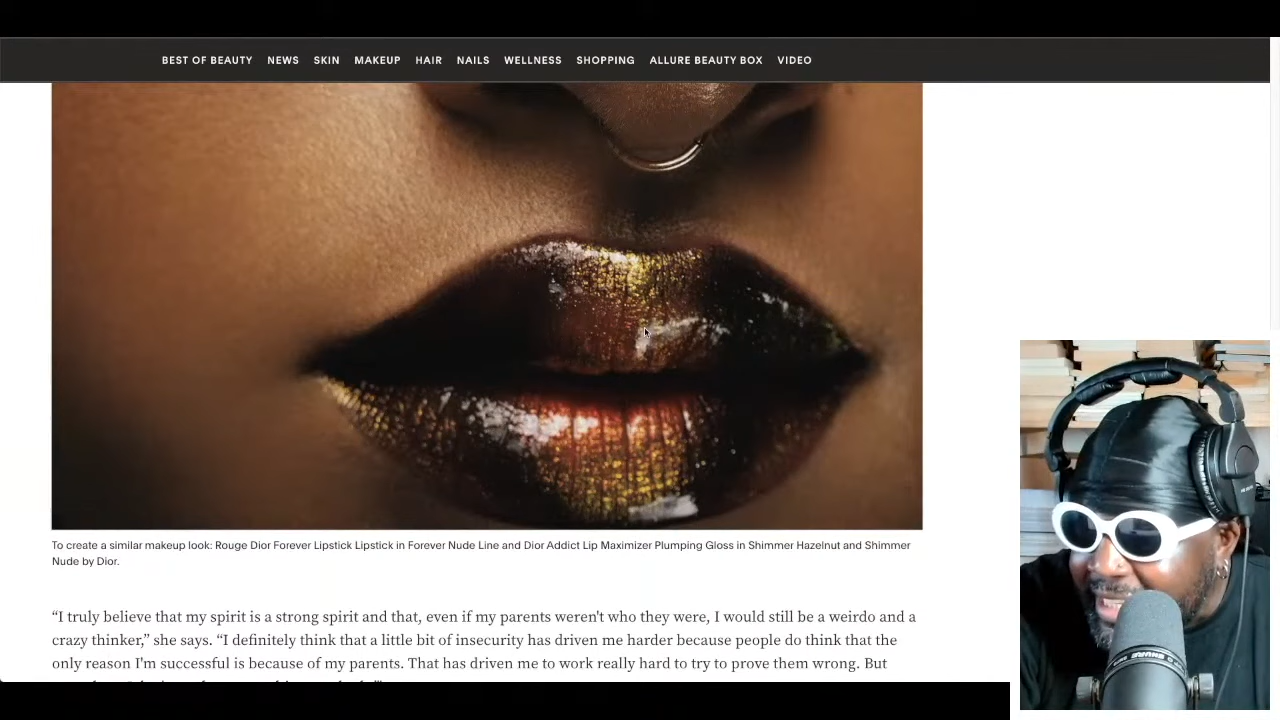 BEST OF BEAUTY NEWS SKIN MAKEUP HAIR NAILS WELLNESS SHOPPING ALLURE BEAUTY BOX VIDEO
To create a similar makeup look: Rouge Dior Forever Lipstick Lipstick in Forever Nude Line and Dior Addict Lip Maximizer Plumping Gloss in Shimmer Hazelnut and Shimmer
Nude by Dior.
“I truly believe that my spirit is a strong spirit and that, even if my parents weren't who they were, I would still be a weirdo and a
crazy thinker,” she says. “I definitely think that a little bit of insecurity has driven me harder because people do think that the
only reason I'm successful is because of my parents. That has driven me to work really hard to try to prove them wrong. But
SHURE